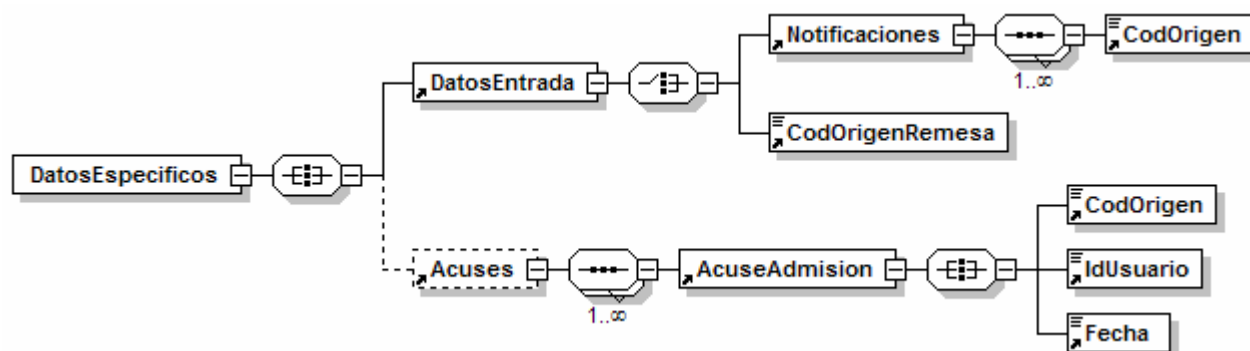 Notificaciones
CodOrigen
1..∞
DatosEntrada
CodOrigenRemesa
DatosEspecificos
CodOrigen
Acuses
AcuseAdmision
IdUsuario
1..∞
Fecha